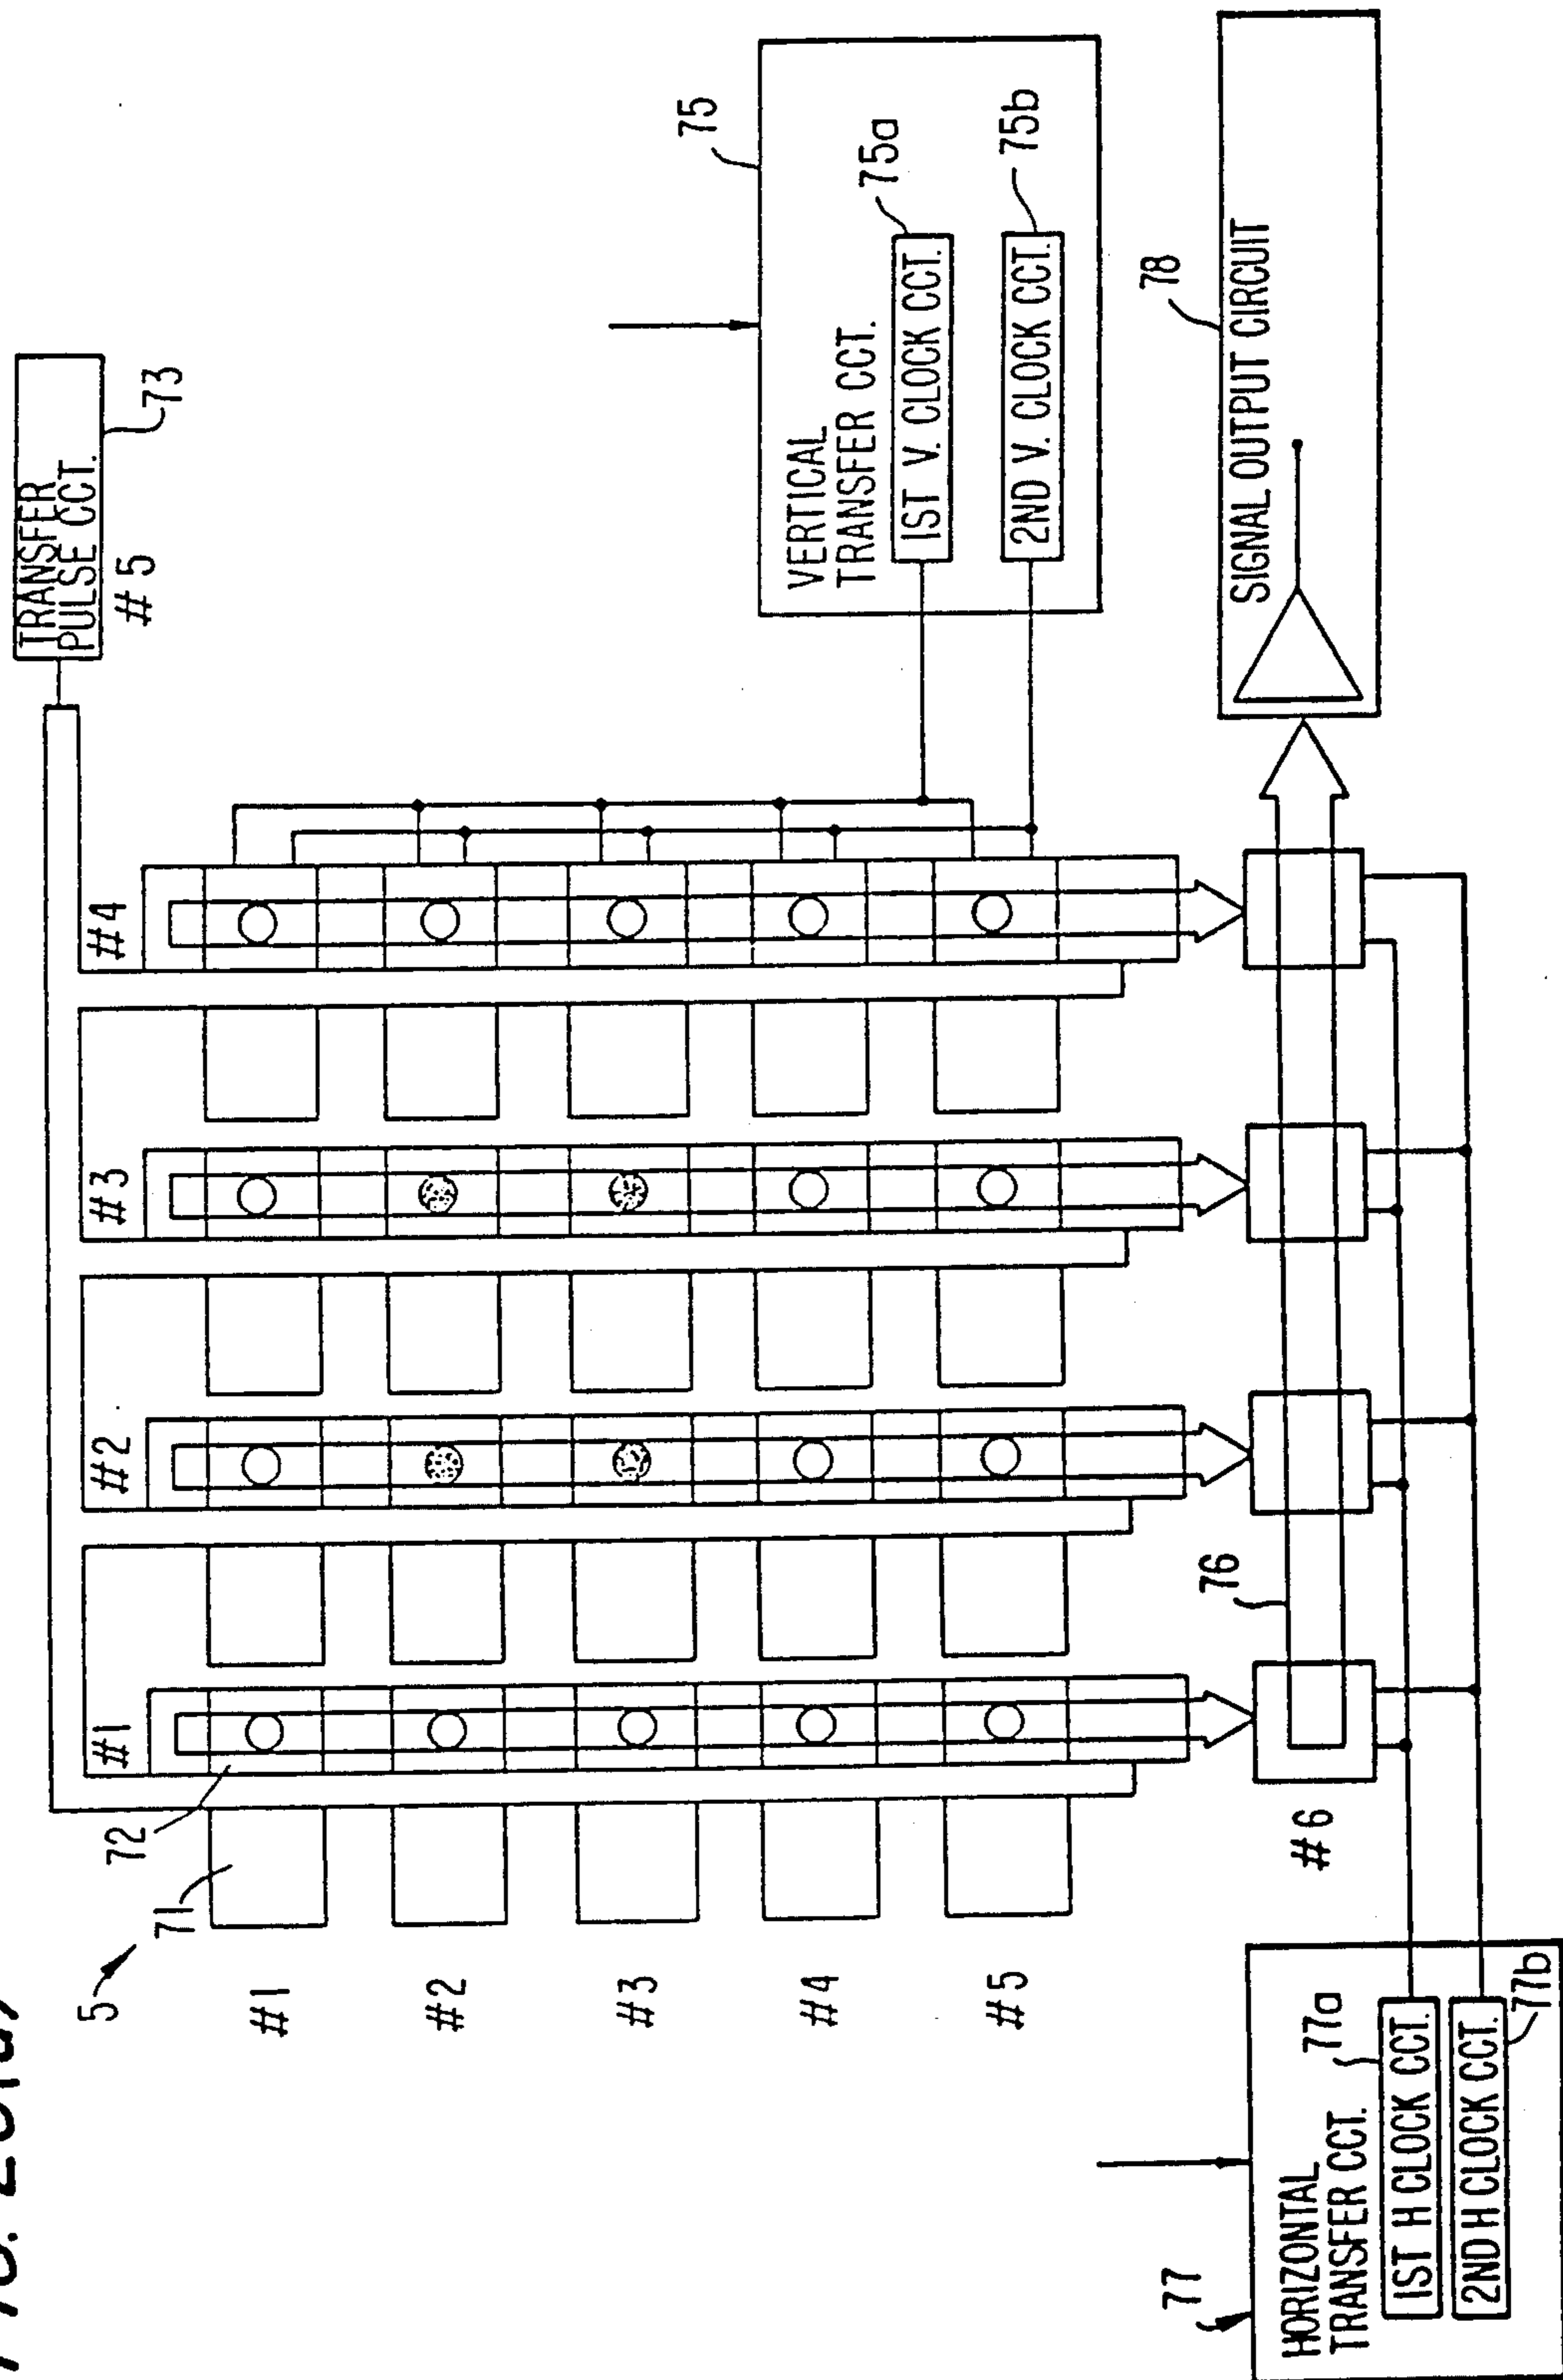 TRANSFER
PULSE CCT.
73
#5
#1
#2
#3
#4
75
VERTICAL
TRANSFER CCT.
1ST V. CLOCK CCT.
75a
2ND V. CLOCK CCT.
75b
5
71
72
#1
#2
#3
#4
#5
#6
76
78
SIGNAL OUTPUT CIRCUIT
77
HORIZONTAL
TRANSFER CCT.
77a
1ST H CLOCK CCT.
2ND H CLOCK CCT.
77b